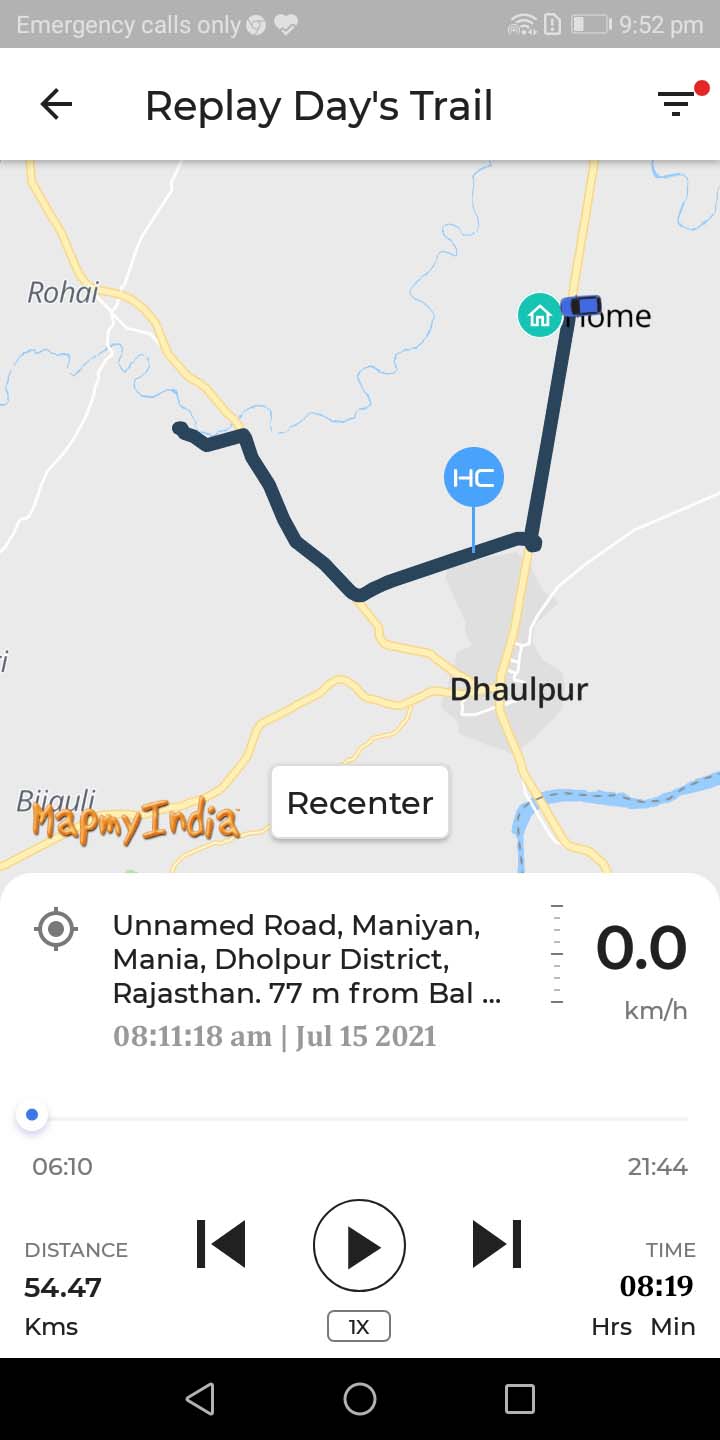 Emergency calls only
9:52 pm
Replay Day's Trail
Rohai
Home
HC
Dhaulpur
Bijauli
MapmyIndia
Recenter
Unnamed Road, Maniyan,
Mania, Dholpur District,
Rajasthan. 77 m from Bal ...
08:11:18 am | Jul 15 2021
0.0
km/h
06:10
21:44
DISTANCE
54.47
Kms
1X
TIME
08:19
Hrs Min